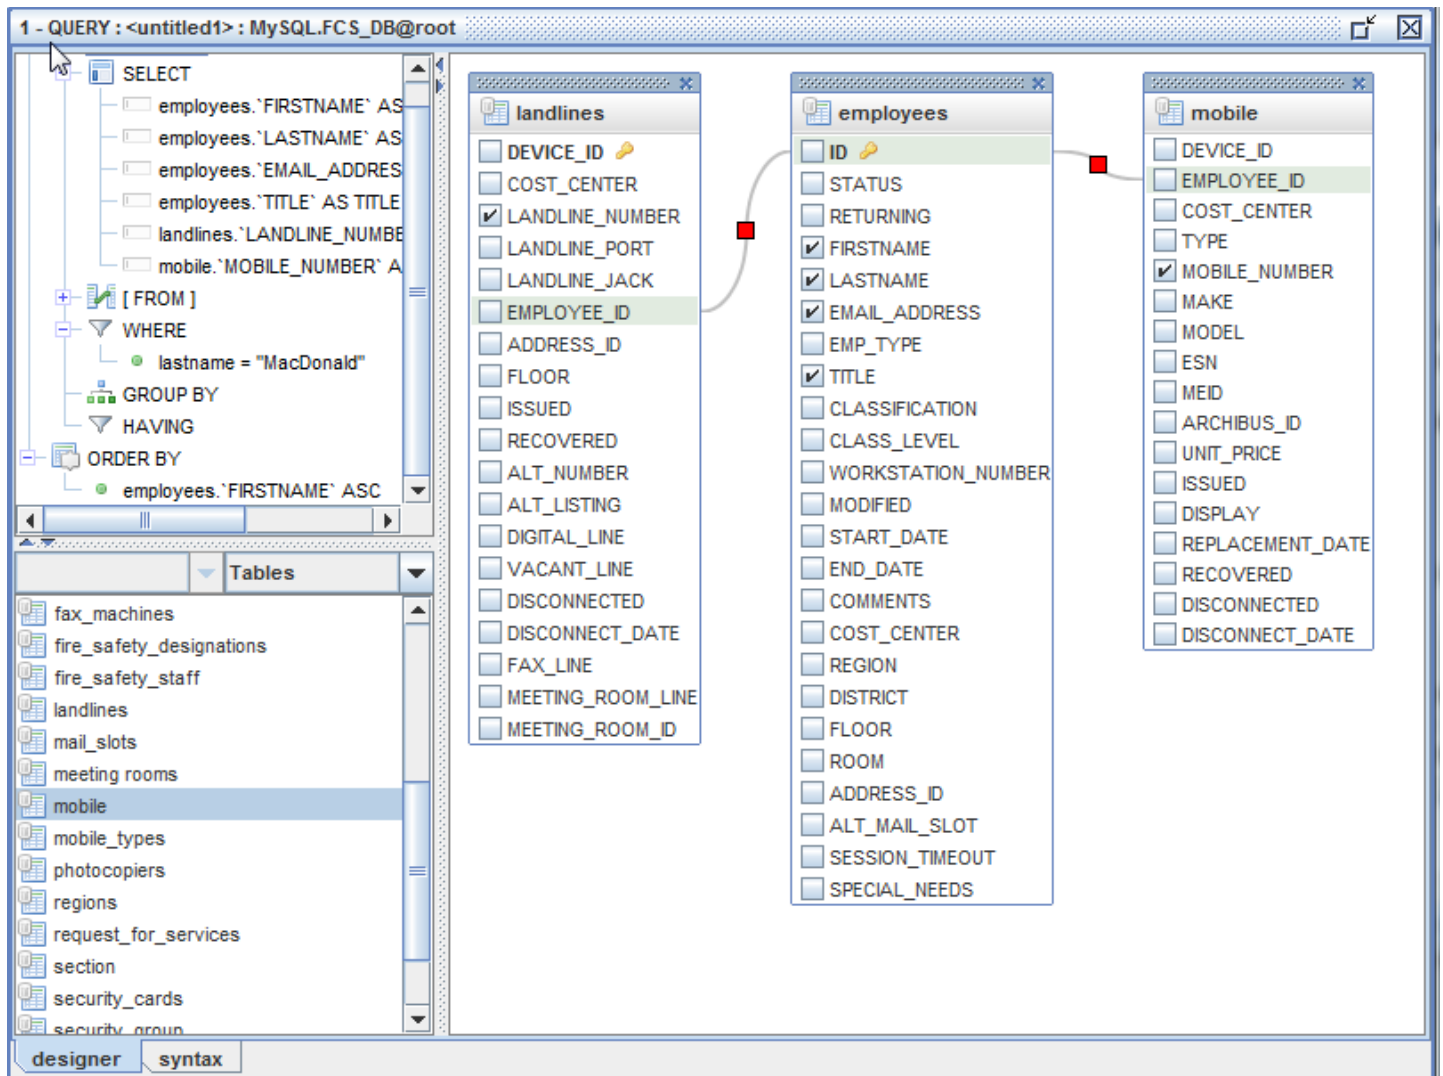 1 - QUERY : <untitled1> : MySQL.FCS_DB@root
SELECT
employees.`FIRSTNAME` AS
employees.`LASTNAME` AS
employees.`EMAIL_ADDRES
employees.`TITLE` AS TITLE
landlines.`LANDLINE_NUMBE
mobile.`MOBILE_NUMBER` A
[ FROM ]
WHERE
lastname = "MacDonald"
GROUP BY
HAVING
ORDER BY
employees.`FIRSTNAME` ASC
Tables
fax_machines
fire_safety_designations
fire_safety_staff
landlines
mail_slots
meeting rooms
mobile
mobile_types
photocopiers
regions
request_for_services
section
security_cards
security_group
designer
syntax
landlines
DEVICE_ID
COST_CENTER
LANDLINE_NUMBER
LANDLINE_PORT
LANDLINE_JACK
EMPLOYEE_ID
ADDRESS_ID
FLOOR
ISSUED
RECOVERED
ALT_NUMBER
ALT_LISTING
DIGITAL_LINE
VACANT_LINE
DISCONNECTED
DISCONNECT_DATE
FAX_LINE
MEETING_ROOM_LINE
MEETING_ROOM_ID
employees
ID
STATUS
RETURNING
FIRSTNAME
LASTNAME
EMAIL_ADDRESS
EMP_TYPE
TITLE
CLASSIFICATION
CLASS_LEVEL
WORKSTATION_NUMBER
MODIFIED
START_DATE
END_DATE
COMMENTS
COST_CENTER
REGION
DISTRICT
FLOOR
ROOM
ADDRESS_ID
ALT_MAIL_SLOT
SESSION_TIMEOUT
SPECIAL_NEEDS
mobile
DEVICE_ID
EMPLOYEE_ID
COST_CENTER
TYPE
MOBILE_NUMBER
MAKE
MODEL
ESN
MEID
ARCHIBUS_ID
UNIT_PRICE
ISSUED
DISPLAY
REPLACEMENT_DATE
RECOVERED
DISCONNECTED
DISCONNECT_DATE